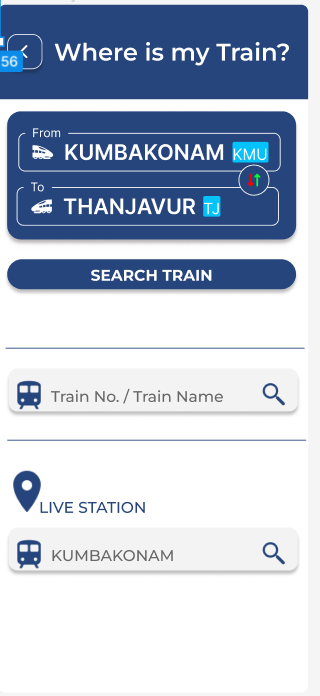 56
Where is my Train?
From
KUMBAKONAM KMU
To
THANJAVUR TJ
SEARCH TRAIN
Train No. / Train Name
LIVE STATION
KUMBAKONAM